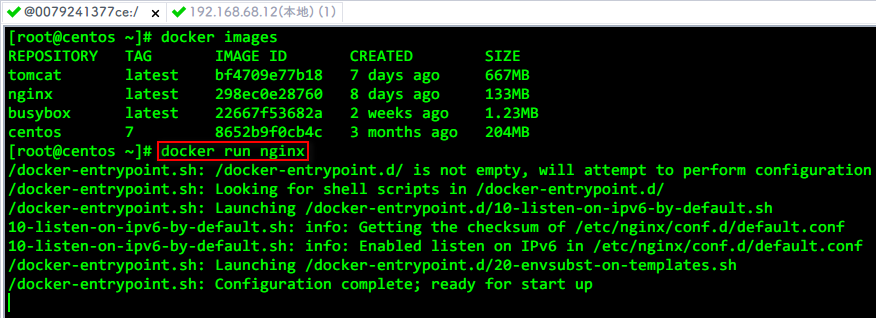 @0079241377ce:/ × 192.168.68.12(本地) (1)
[root@centos ~]# docker images
REPOSITORY TAG IMAGE ID CREATED SIZE
tomcat latest bf4709e77b18 7 days ago 667MB
nginx latest 298ec0e28760 8 days ago 133MB
busybox latest 22667f53682a 2 weeks ago 1.23MB
centos 7 8652b9f0cb4c 3 months ago 204MB
[root@centos ~]# docker run nginx
/docker-entrypoint.sh: /docker-entrypoint.d/ is not empty, will attempt to perform configuration
/docker-entrypoint.sh: Looking for shell scripts in /docker-entrypoint.d/
/docker-entrypoint.sh: Launching /docker-entrypoint.d/10-listen-on-ipv6-by-default.sh
10-listen-on-ipv6-by-default.sh: info: Getting the checksum of /etc/nginx/conf.d/default.conf
10-listen-on-ipv6-by-default.sh: info: Enabled listen on IPv6 in /etc/nginx/conf.d/default.conf
/docker-entrypoint.sh: Launching /docker-entrypoint.d/20-envsubst-on-templates.sh
/docker-entrypoint.sh: Configuration complete; ready for start up